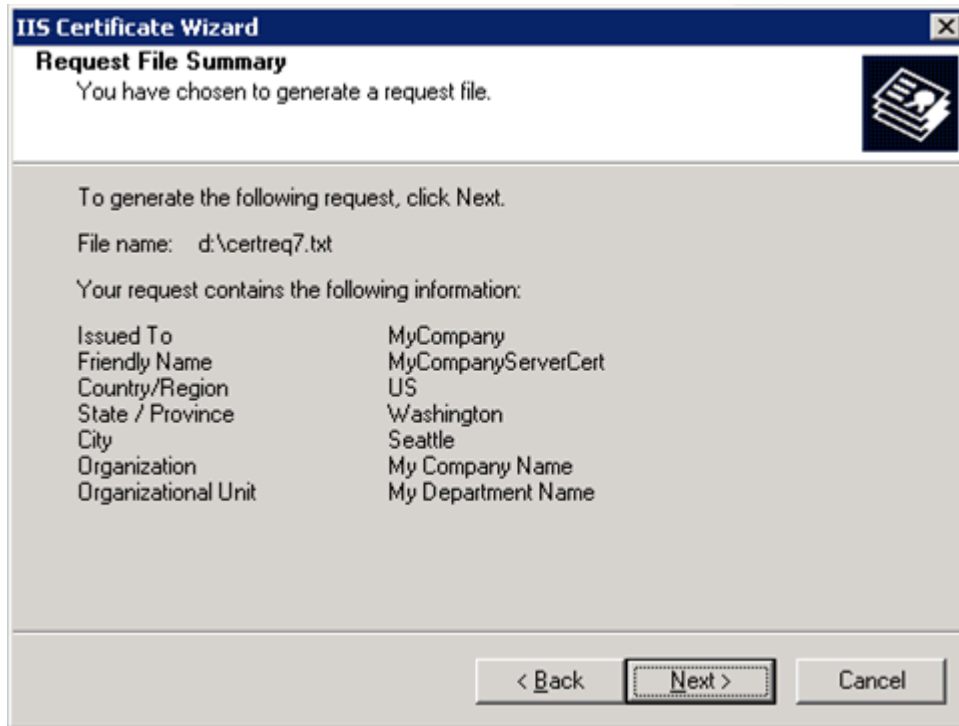 IIS Certificate Wizard
Request File Summary
You have chosen to generate a request file.
To generate the following request, click Next.
File name: d:\certreq7.txt
Your request contains the following information:
Issued To MyCompany
Friendly Name MyCompanyServerCert
Country/Region US
State / Province Washington
City Seattle
Organization My Company Name
Organizational Unit My Department Name
< Back Next > Cancel